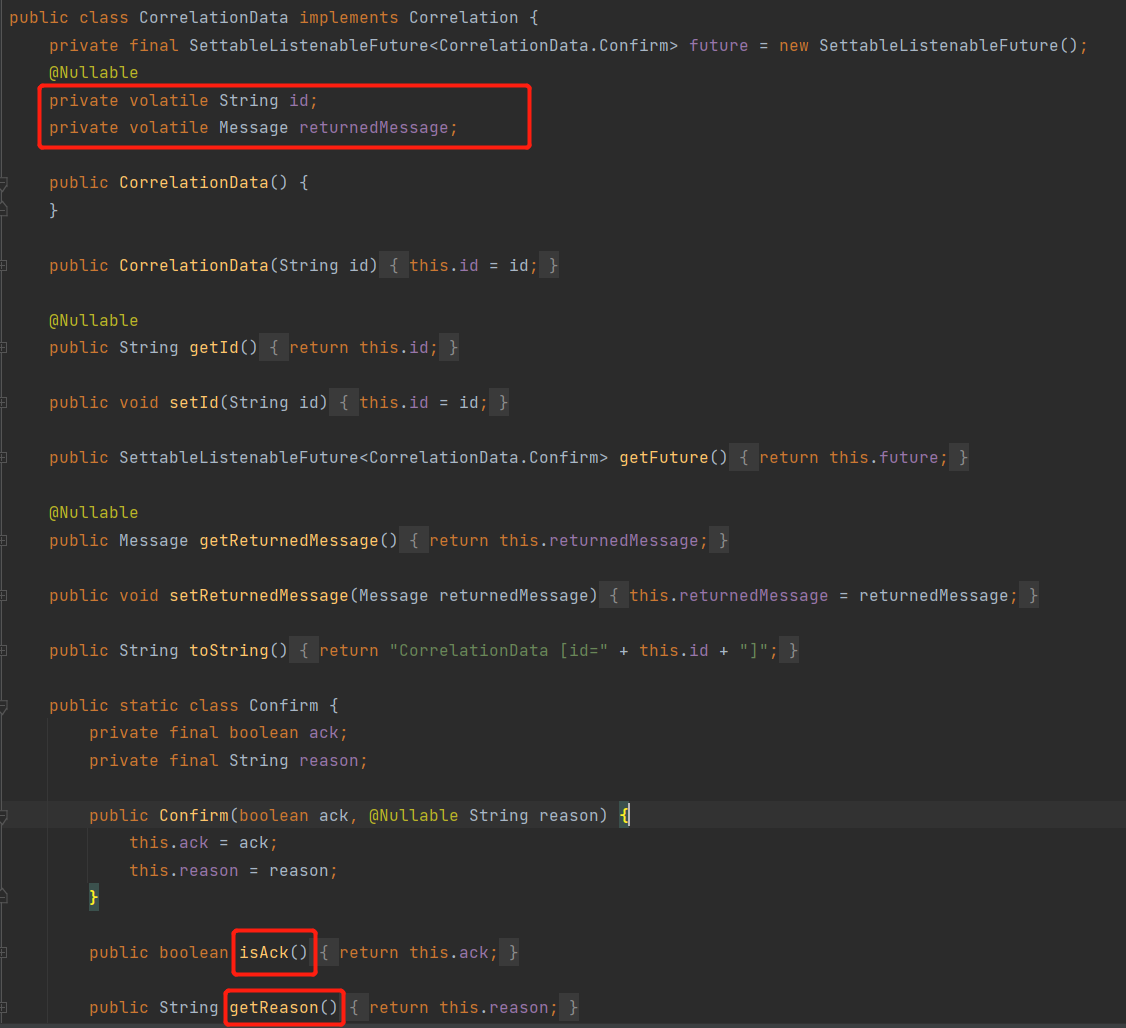 public class CorrelationData implements Correlation {
    private final SettableListenableFuture<CorrelationData.Confirm> future = new SettableListenableFuture();
    @Nullable
    private volatile String id;
    private volatile Message returnedMessage;
    public CorrelationData() {
    }
    public CorrelationData(String id) { this.id = id; }
    @Nullable
    public String getId() { return this.id; }
    public void setId(String id) { this.id = id; }
    public SettableListenableFuture<CorrelationData.Confirm> getFuture() { return this.future; }
    @Nullable
    public Message getReturnedMessage() { return this.returnedMessage; }
    public void setReturnedMessage(Message returnedMessage) { this.returnedMessage = returnedMessage; }
    public String toString() { return "CorrelationData [id=" + this.id + "]"; }
    public static class Confirm {
        private final boolean ack;
        private final String reason;
        public Confirm(boolean ack, @Nullable String reason) {
            this.ack = ack;
            this.reason = reason;
        }
        public boolean isAck() { return this.ack; }
        public String getReason() { return this.reason; }